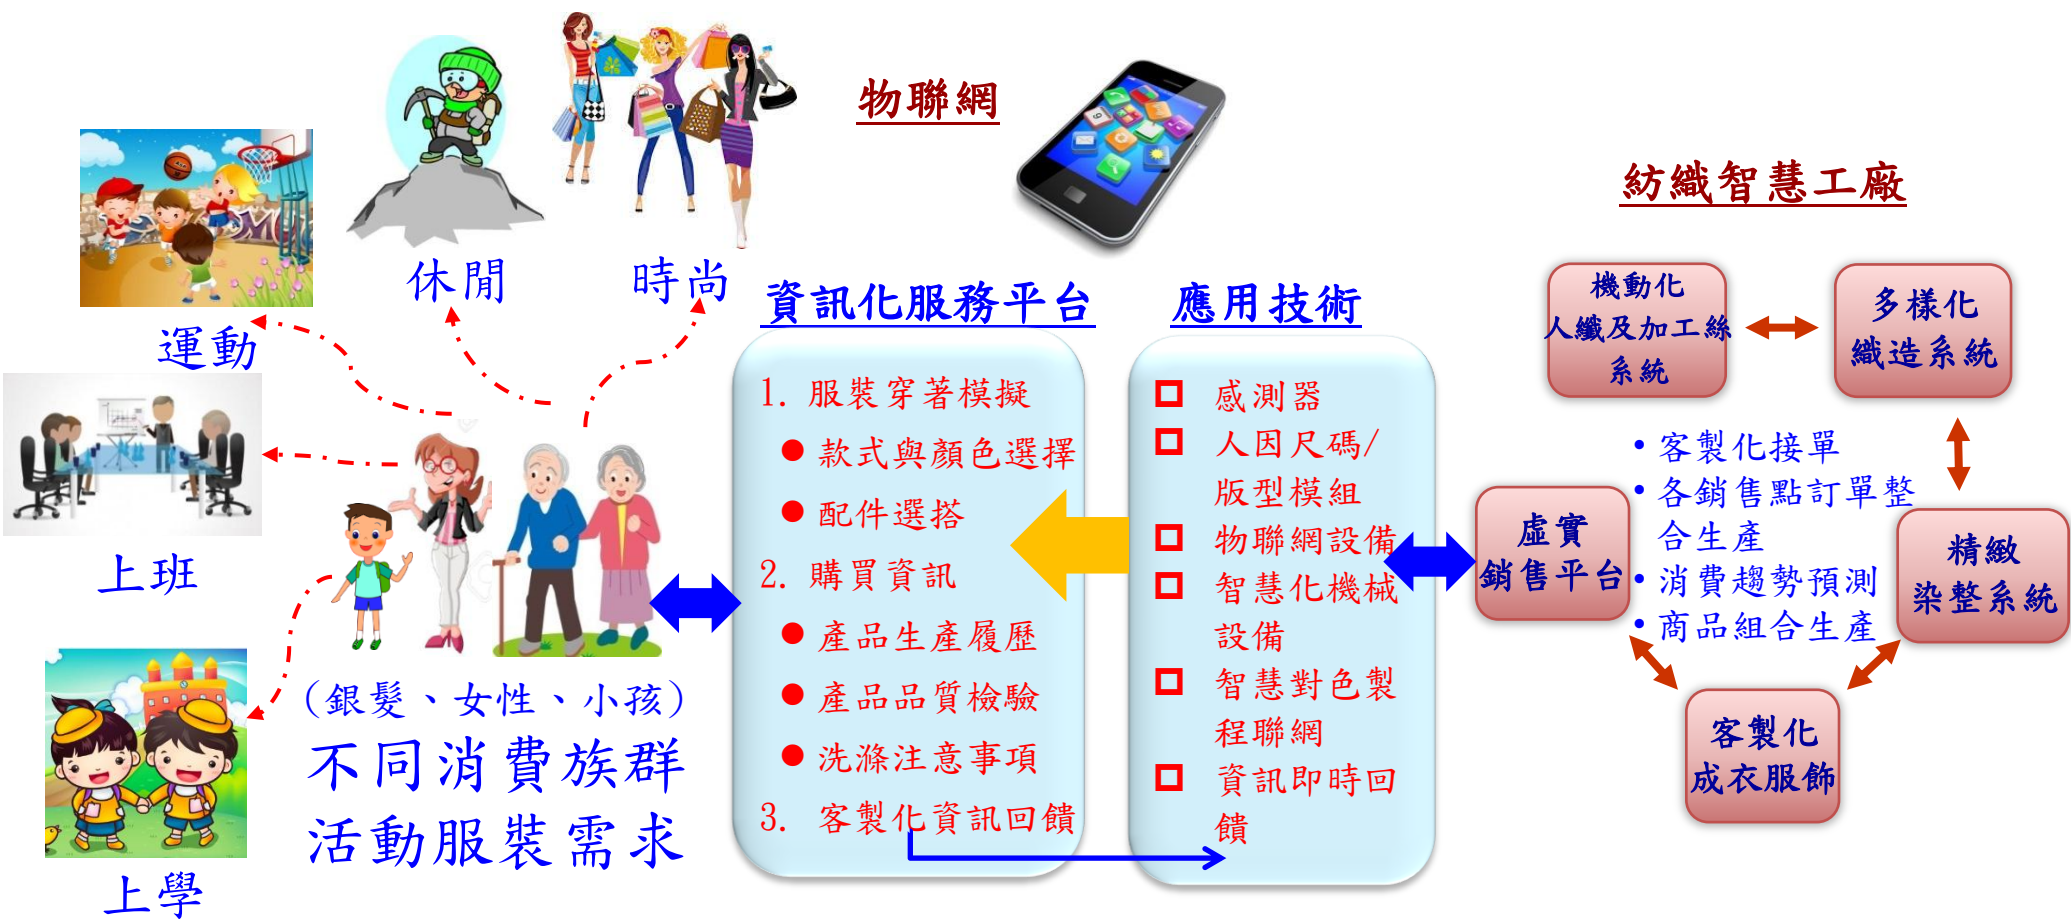 物聯網
紡織智慧工廠
運動
休閒
時尚
上班
上學
(銀髮、女性、小孩)
不同消費族群
活動服裝需求
資訊化服務平台
1. 服裝穿著模擬
● 款式與顏色選擇
● 配件選搭
2. 購買資訊
● 產品生產履歷
● 產品品質檢驗
● 洗滌注意事項
3. 客製化資訊回饋
應用技術
感測器
人因尺碼/
版型模組
物聯網設備
智慧化機械
設備
智慧對色製
程聯網
資訊即時回
饋
機動化
人纖及加工絲
系統
多樣化
織造系統
• 客製化接單
• 各銷售點訂單整
合生產
• 消費趨勢預測
• 商品組合生產
虛實
銷售平台
精緻
染整系統
客製化
成衣服飾